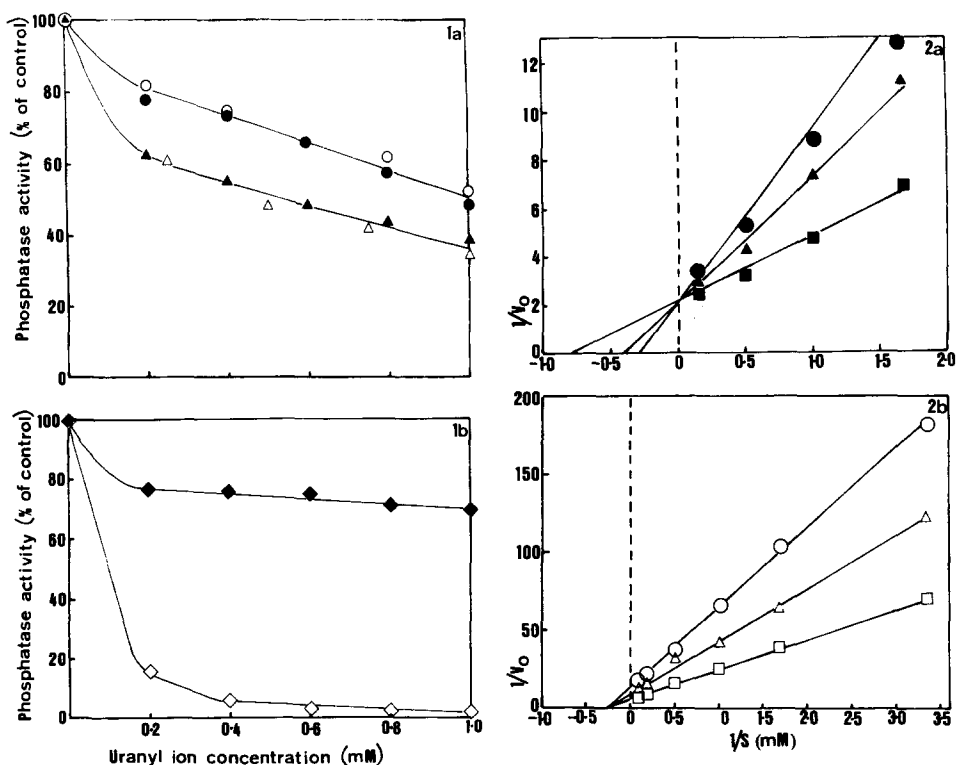 1a
Phosphatase activity (% of control)
100
80
60
40
20
0
1b
Phosphatase activity (% of control)
100
80
60
40
20
0
0 0·2 0·4 0·6 0·8 1·0
Uranyl ion concentration (mM)
2a
1/V₀
12
10
8
6
4
2
0
-1·0 -0·5 0 0·5 1·0 1·5 2·0
2b
1/V₀
200
150
100
50
0
-1·0 -0·5 0 0·5 1·0 1·5 2·0 2·5 3·0 3·5
1/S (mM)